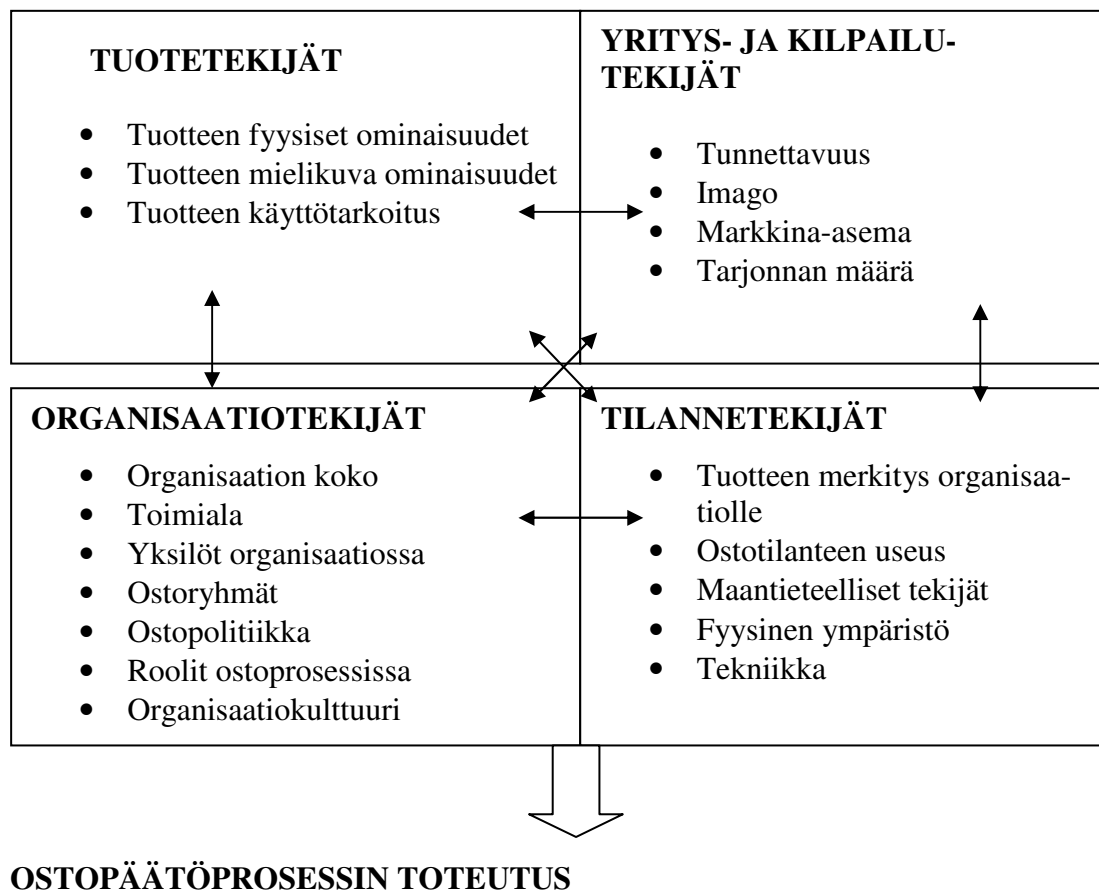 TUOTETEKIJÄT
• Tuotteen fyysiset ominaisuudet
• Tuotteen mielikuva ominaisuudet
• Tuotteen käyttötarkoitus
YRITYS- JA KILPAILU-
TEKIJÄT
• Tunnettavuus
• Imago
• Markkina-asema
• Tarjonnan määrä
ORGANISAATIOTEKIJÄT
• Organisaation koko
• Toimiala
• Yksilöt organisaatiossa
• Ostoryhmät
• Ostopolitiikka
• Roolit ostoprosessissa
• Organisaatiokulttuuri
TILANNETEKIJÄT
• Tuotteen merkitys organisaa-
tiolle
• Ostotilanteen useus
• Maantieteelliset tekijät
• Fyysinen ympäristö
• Tekniikka
OSTOPÄÄTÖPROSESSIN TOTEUTUS